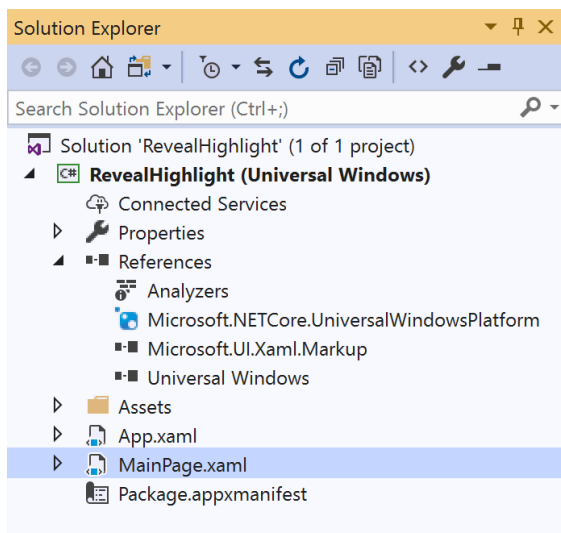 Solution Explorer
Search Solution Explorer (Ctrl+;)
Solution 'RevealHighlight' (1 of 1 project)
C# RevealHighlight (Universal Windows)
Connected Services
Properties
References
Analyzers
Microsoft.NETCore.UniversalWindowsPlatform
Microsoft.UI.Xaml.Markup
Universal Windows
Assets
App.xaml
MainPage.xaml
Package.appxmanifest